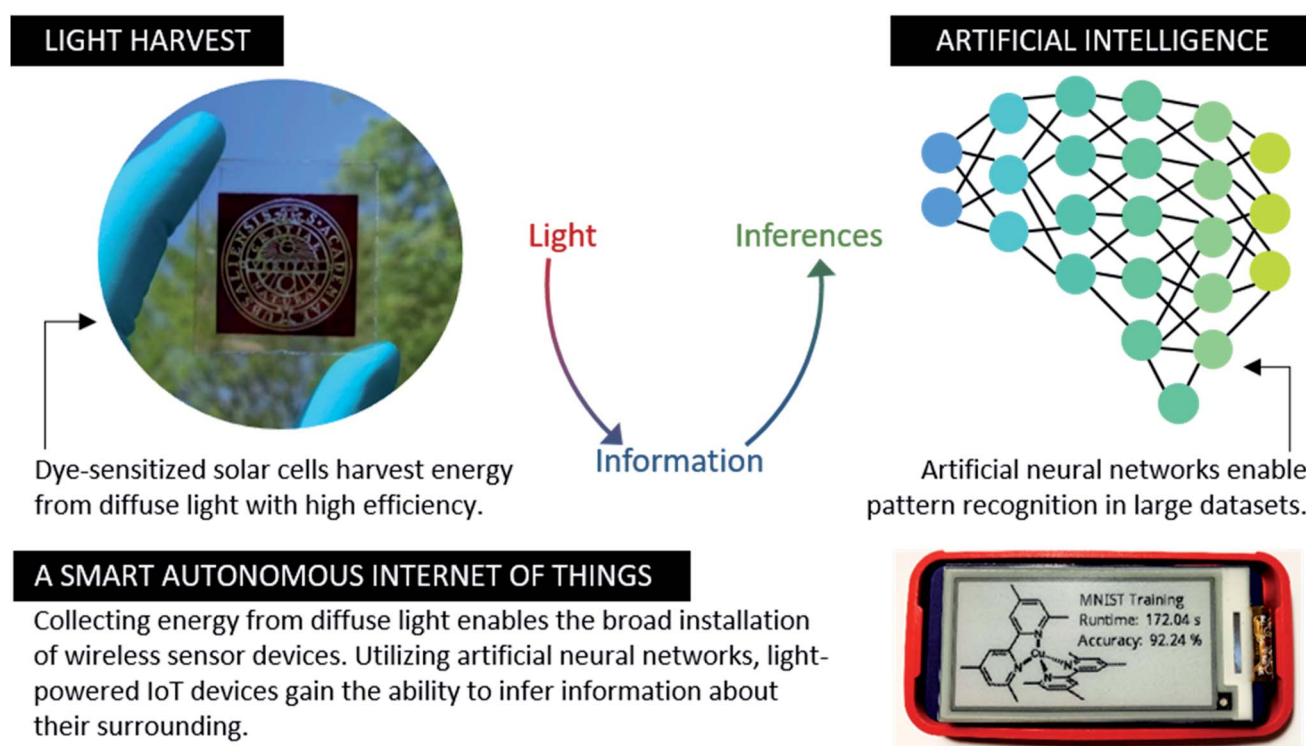 LIGHT HARVEST
ARTIFICIAL INTELLIGENCE
Light
Inferences
Information
Dye-sensitized solar cells harvest energy
from diffuse light with high efficiency.
Artificial neural networks enable
pattern recognition in large datasets.
A SMART AUTONOMOUS INTERNET OF THINGS
Collecting energy from diffuse light enables the broad installation
of wireless sensor devices. Utilizing artificial neural networks, light-
powered IoT devices gain the ability to infer information about
their surrounding.
MNIST Training
Runtime: 172.04 s
Accuracy: 92.24 %
N
Cu
N
N
N